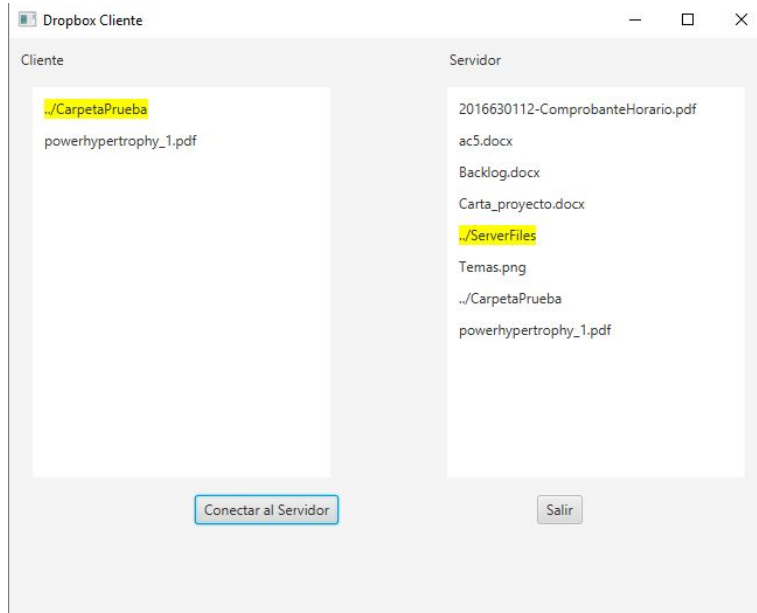 Dropbox Cliente
Cliente
Servidor
../CarpetaPrueba
powerhypertrophy_1.pdf
2016630112-ComprobanteHorario.pdf
ac5.docx
Backlog.docx
Carta_proyecto.docx
../ServerFiles
Temas.png
../CarpetaPrueba
powerhypertrophy_1.pdf
Conectar al Servidor
Salir